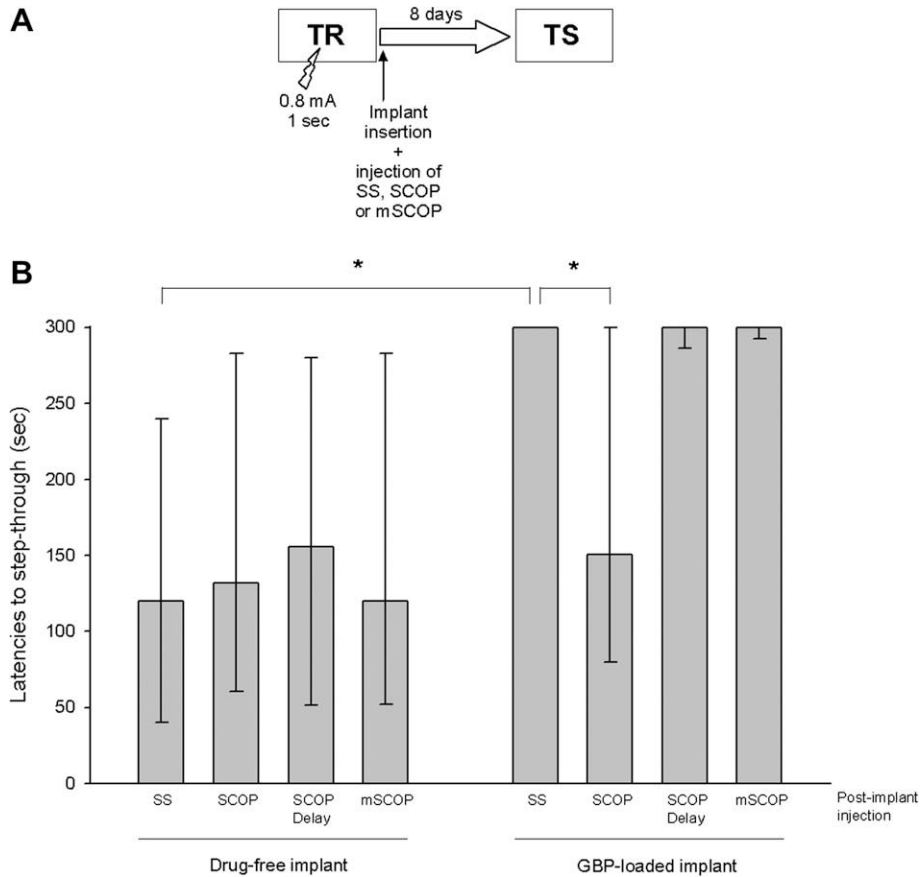 A
TR
8 days
TS
0.8 mA
1 sec
Implant
insertion
+
injection of
SS, SCOP
or mSCOP
B
*
*
Latencies to step-through (sec)
300
250
200
150
100
50
0
SS
SCOP
SCOP
Delay
mSCOP
SS
SCOP
SCOP
Delay
mSCOP
Post-implant
injection
Drug-free implant
GBP-loaded implant